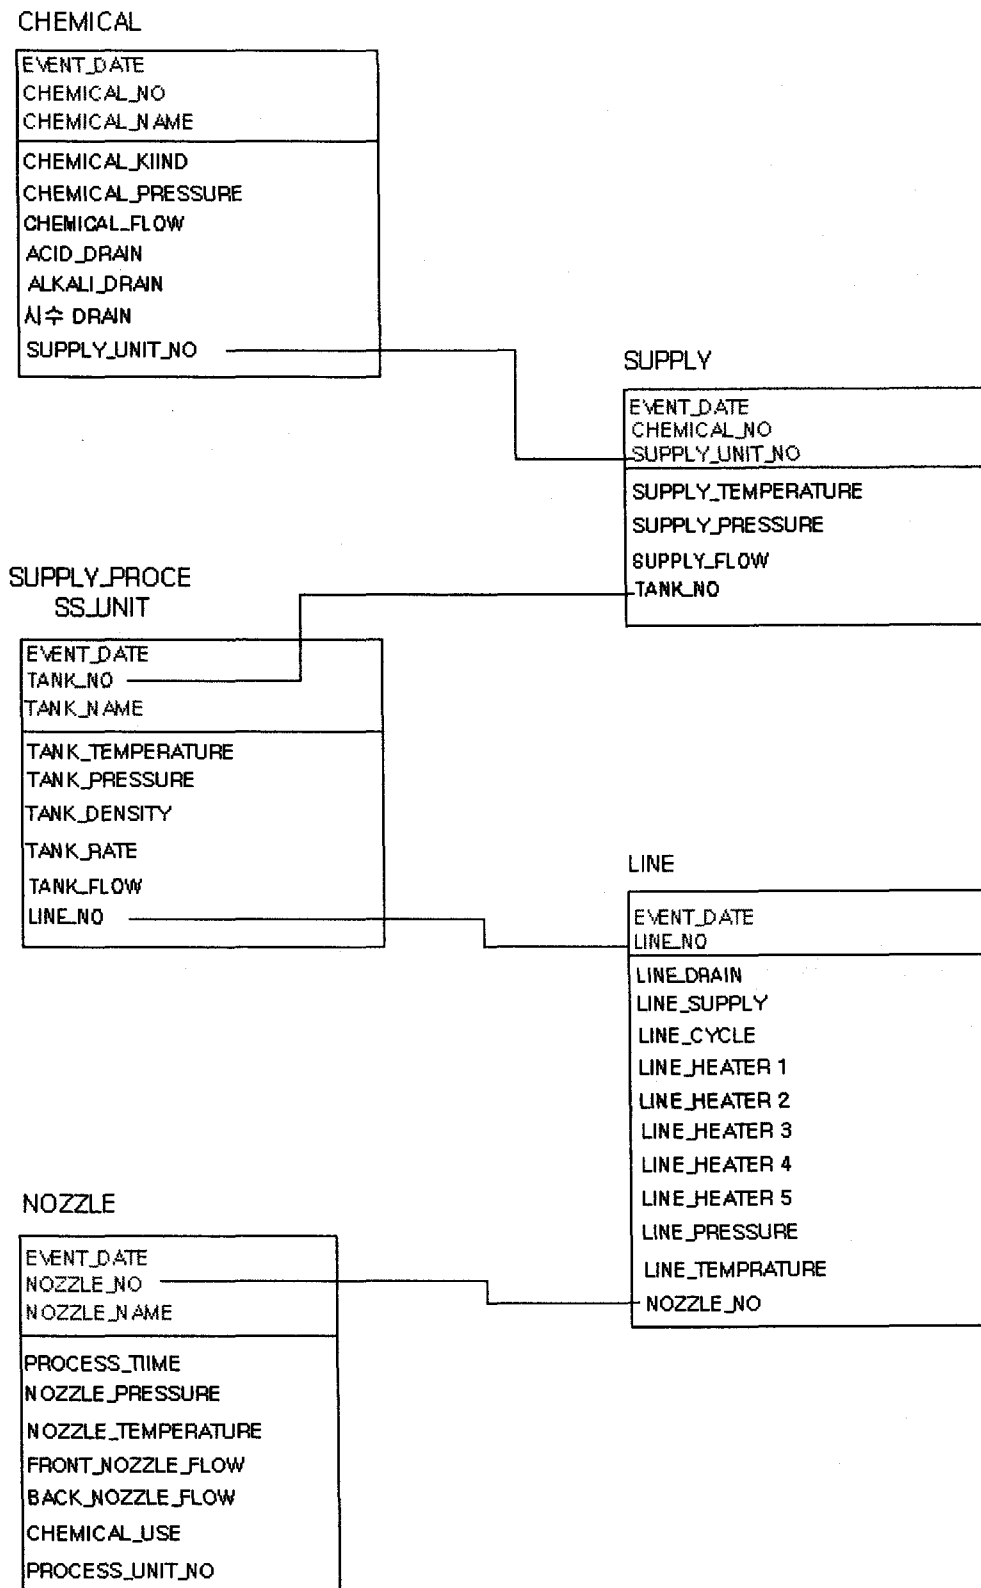 CHEMICAL
EVENT_DATE
CHEMICAL_NO
CHEMICAL_NAME
CHEMICAL_KIIND
CHEMICAL_PRESSURE
CHEMICAL_FLOW
ACID_DRAIN
ALKALI_DRAIN
시수 DRAIN
SUPPLY_UNIT_NO
SUPPLY
EVENT_DATE
CHEMICAL_NO
SUPPLY_UNIT_NO
SUPPLY_TEMPERATURE
SUPPLY_PRESSURE
SUPPLY_FLOW
TANK_NO
SUPPLY_PROCE
SS_UNIT
EVENT_DATE
TANK_NO
TANK_NAME
TANK_TEMPERATURE
TANK_PRESSURE
TANK_DENSITY
TANK_RATE
TANK_FLOW
LINE_NO
LINE
EVENT_DATE
LINE_NO
LINE_DRAIN
LINE_SUPPLY
LINE_CYCLE
LINE_HEATER 1
LINE_HEATER 2
LINE_HEATER 3
LINE_HEATER 4
LINE_HEATER 5
LINE_PRESSURE
LINE_TEMPRATURE
NOZZLE_NO
NOZZLE
EVENT_DATE
NOZZLE_NO
NOZZLE_NAME
PROCESS_TIIME
NOZZLE_PRESSURE
NOZZLE_TEMPERATURE
FRONT_NOZZLE_FLOW
BACK_NOZZLE_FLOW
CHEMICAL_USE
PROCESS_UNIT_NO